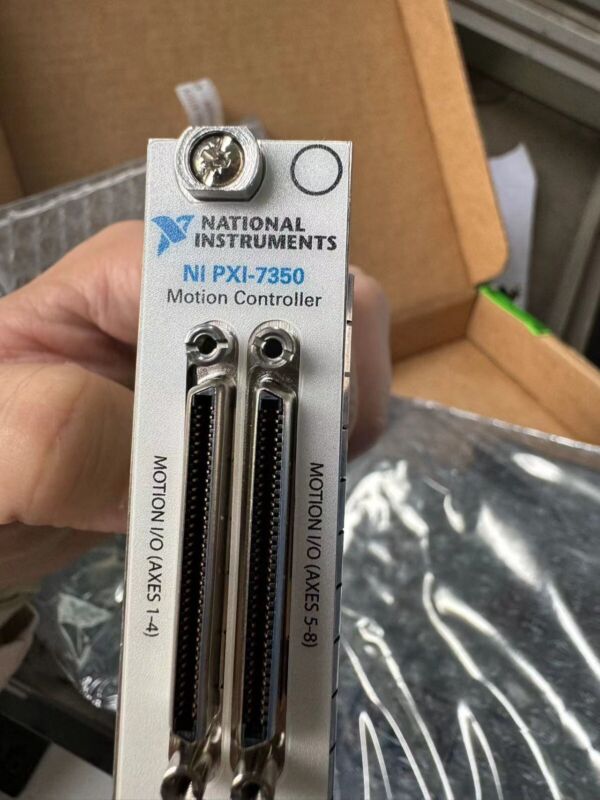 NATIONAL
INSTRUMENTS
NI PXI-7350
Motion Controller
MOTION I/O (AXES 1-4)
MOTION I/O (AXES 5-8)